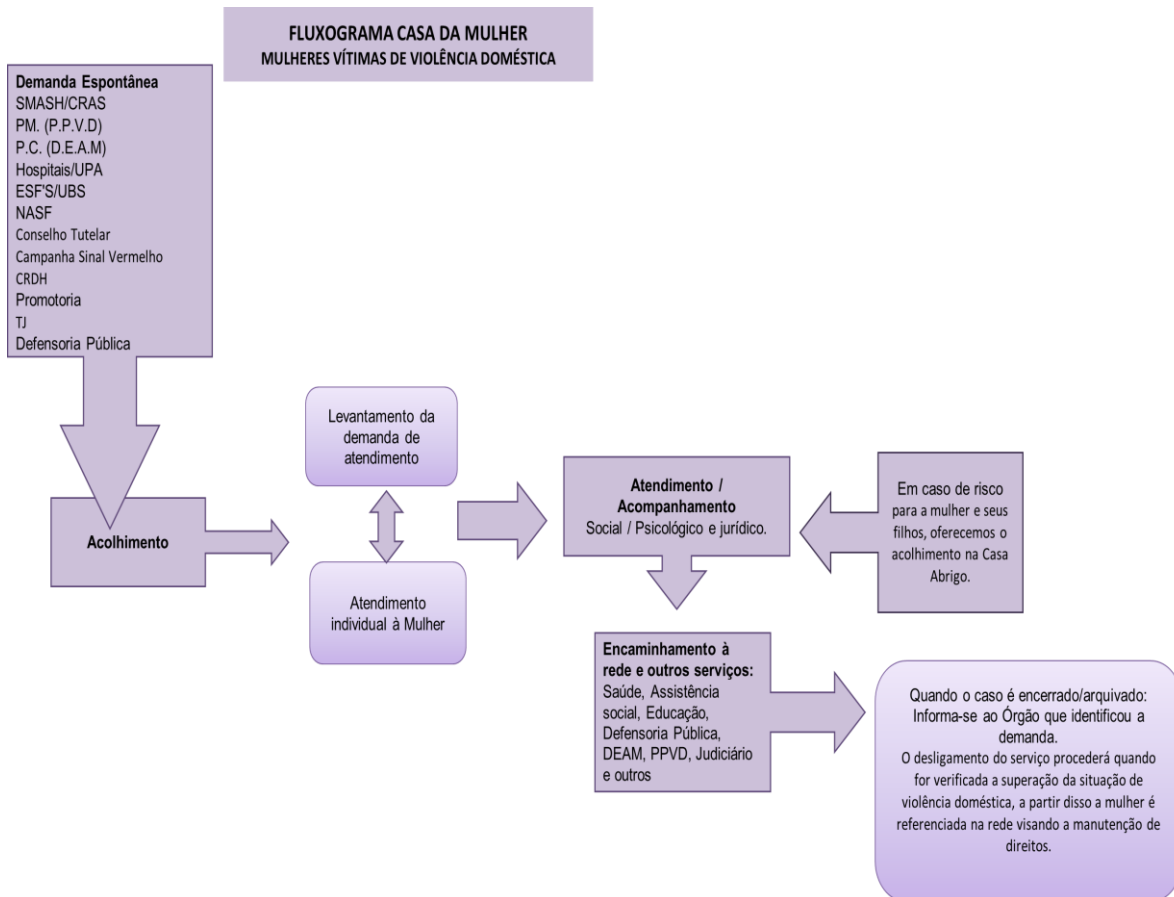 FLUXOGRAMA CASA DA MULHER
MULHERES VÍTIMAS DE VIOLÊNCIA DOMÉSTICA
Demanda Espontânea
SMASH/CRAS
PM. (P.P.V.D)
P.C. (D.E.A.M)
Hospitais/UPA
ESF'S/UBS
NASF
Conselho Tutelar
Campanha Sinal Vermelho
CRDH
Promotoria
TJ
Defensoria Pública
Acolhimento
Levantamento da
demanda de
atendimento
Atendimento
individual à Mulher
Atendimento /
Acompanhamento
Social / Psicológico e jurídico.
Em caso de risco
para a mulher e seus
filhos, oferecemos o
acolhimento na Casa
Abrigo.
Encaminhamento à
rede e outros serviços:
Saúde, Assistência
social, Educação,
Defensoria Pública,
DEAM, PPVD, Judiciário
e outros
Quando o caso é encerrado/arquivado:
Informa-se ao Órgão que identificou a
demanda.
O desligamento do serviço procederá quando
for verificada a superação da situação de
violência doméstica, a partir disso a mulher é
referenciada na rede visando a manutenção de
direitos.